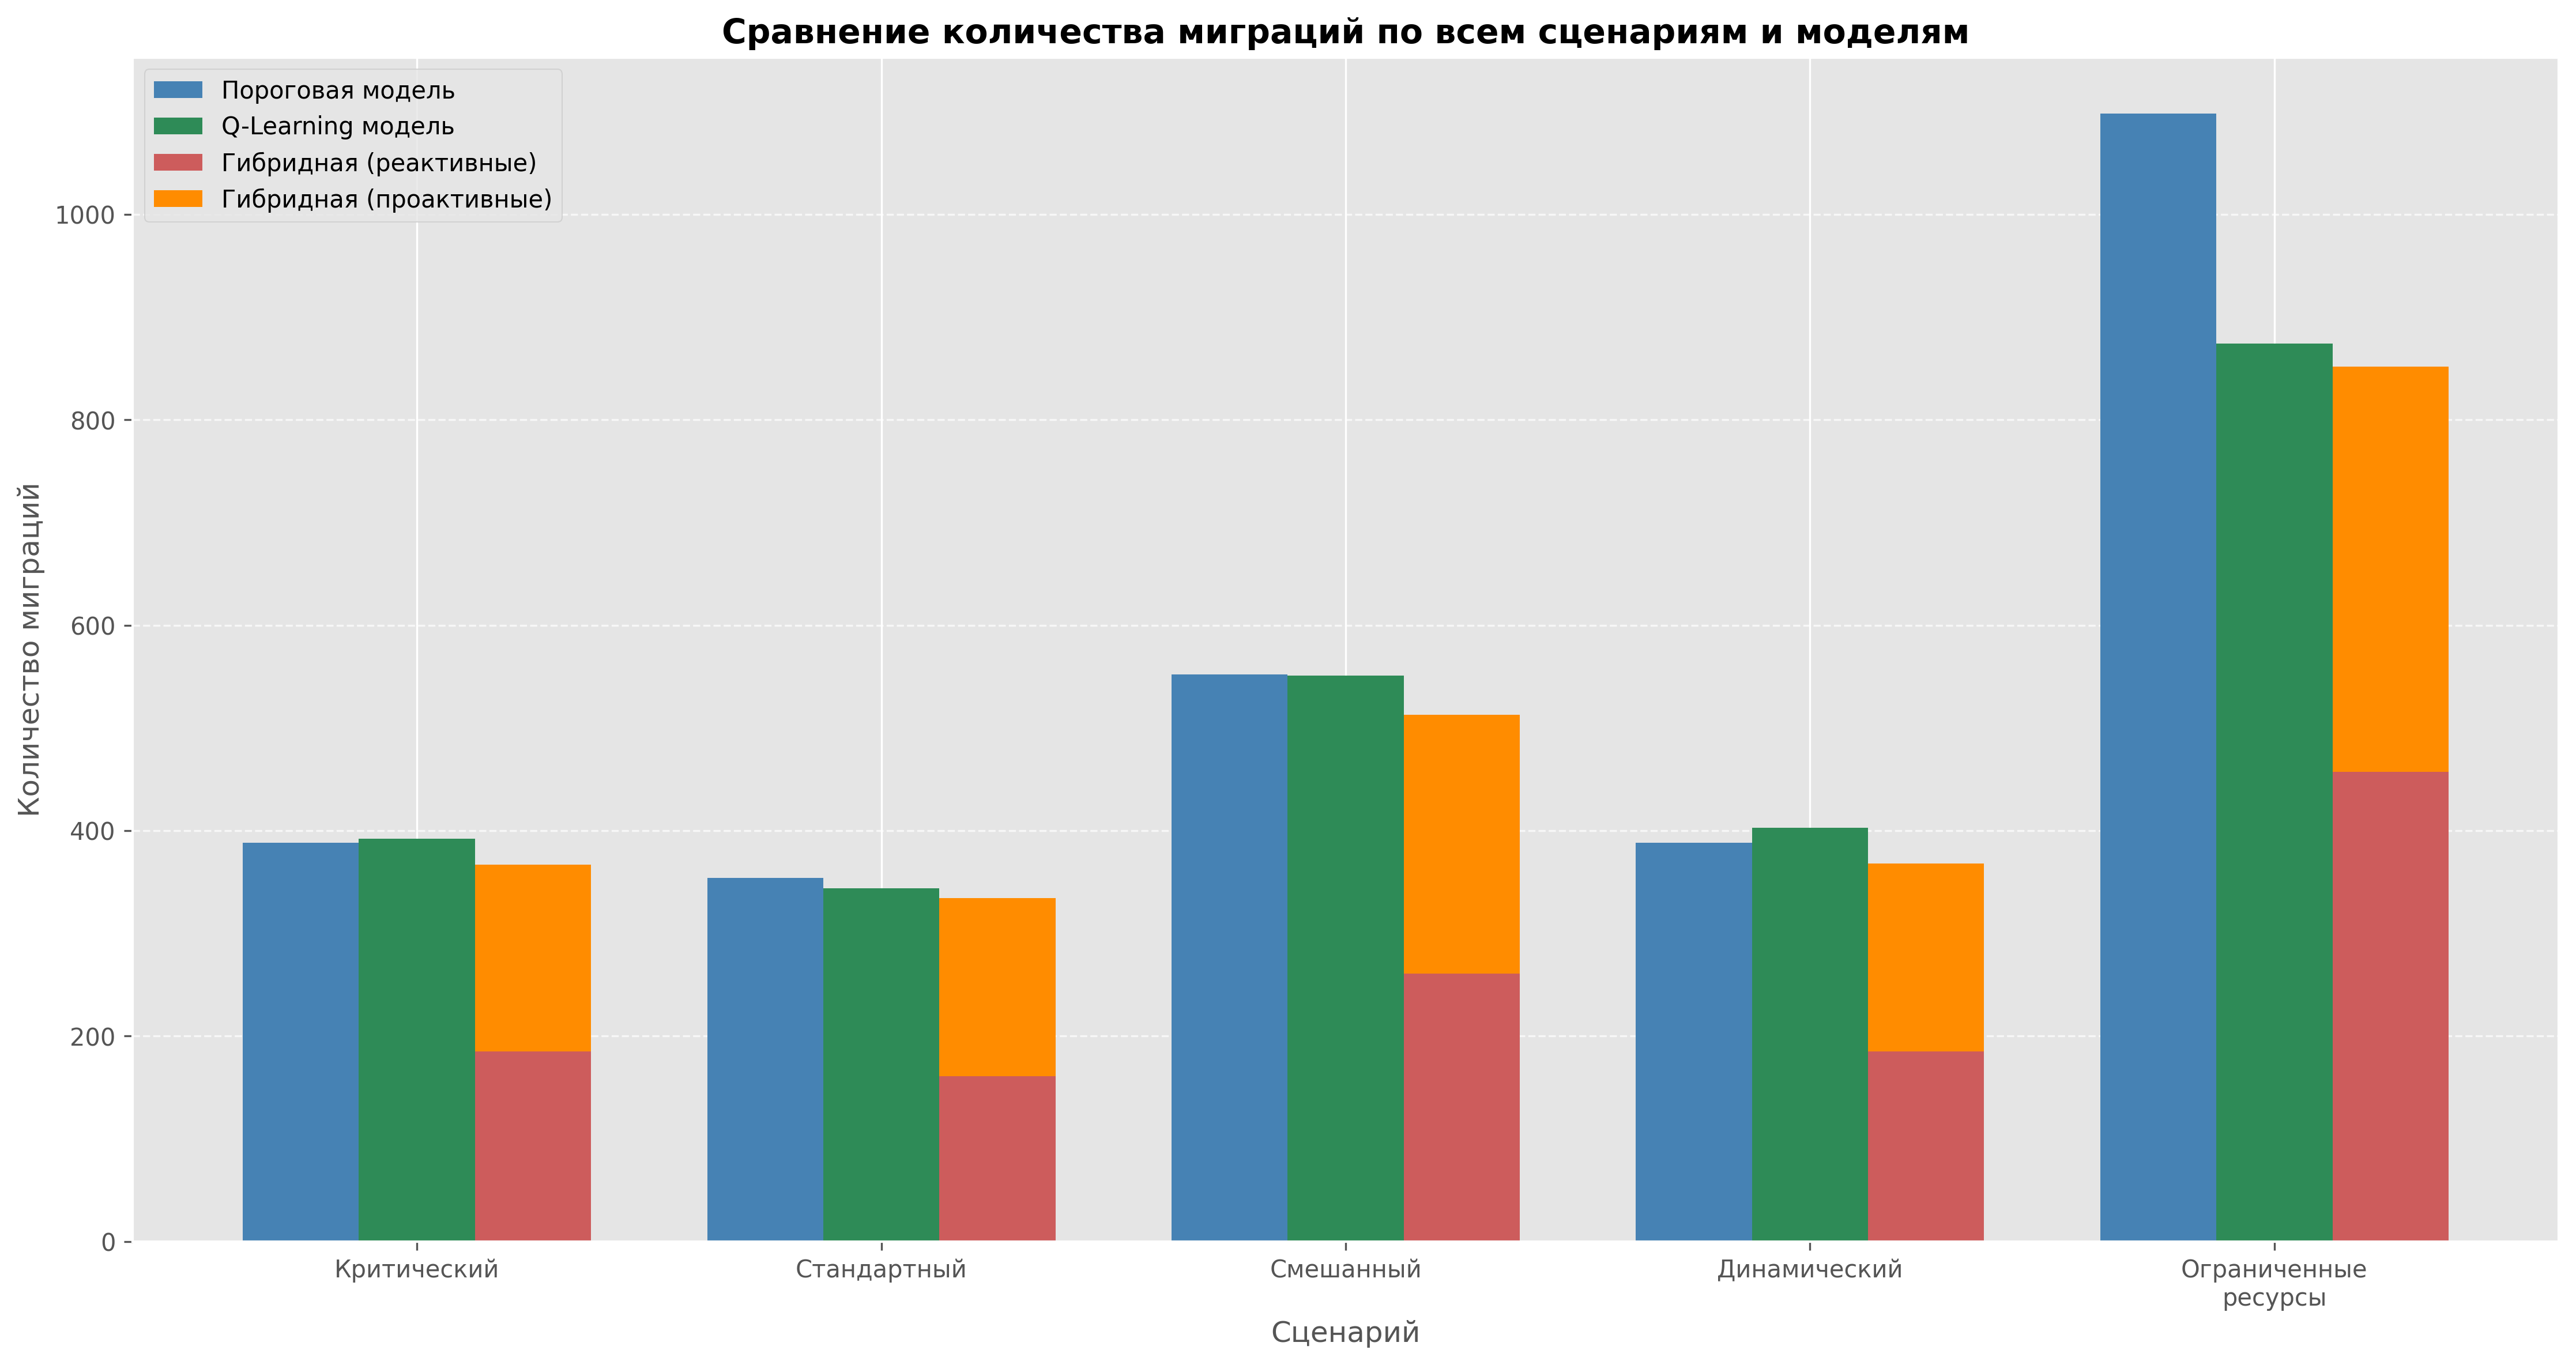 Сравнение количества миграций по всем сценариям и моделям
Пороговая модель
Q-Learning модель
Гибридная (реактивные)
Гибридная (проактивные)
Количество миграций
1000
800
600
400
200
0
Критический
Стандартный
Смешанный
Динамический
Ограниченные
ресурсы
Сценарий